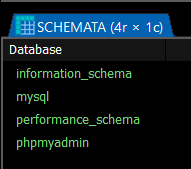 SCHEMATA (4r × 1c)
Database
information_schema
mysql
performance_schema
phpmyadmin